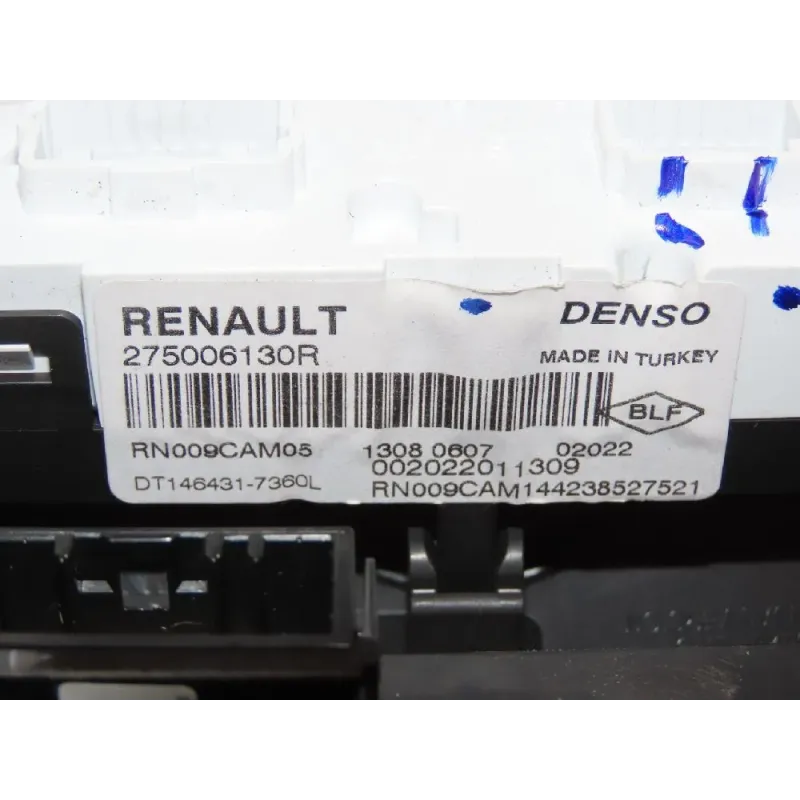 RENAULT
DENSO
275006130R
MADE IN TURKEY
BLF
RN009CAM05 1308 0607 02022
002022011309
DT146431-7360L
RN009CAM144238527521